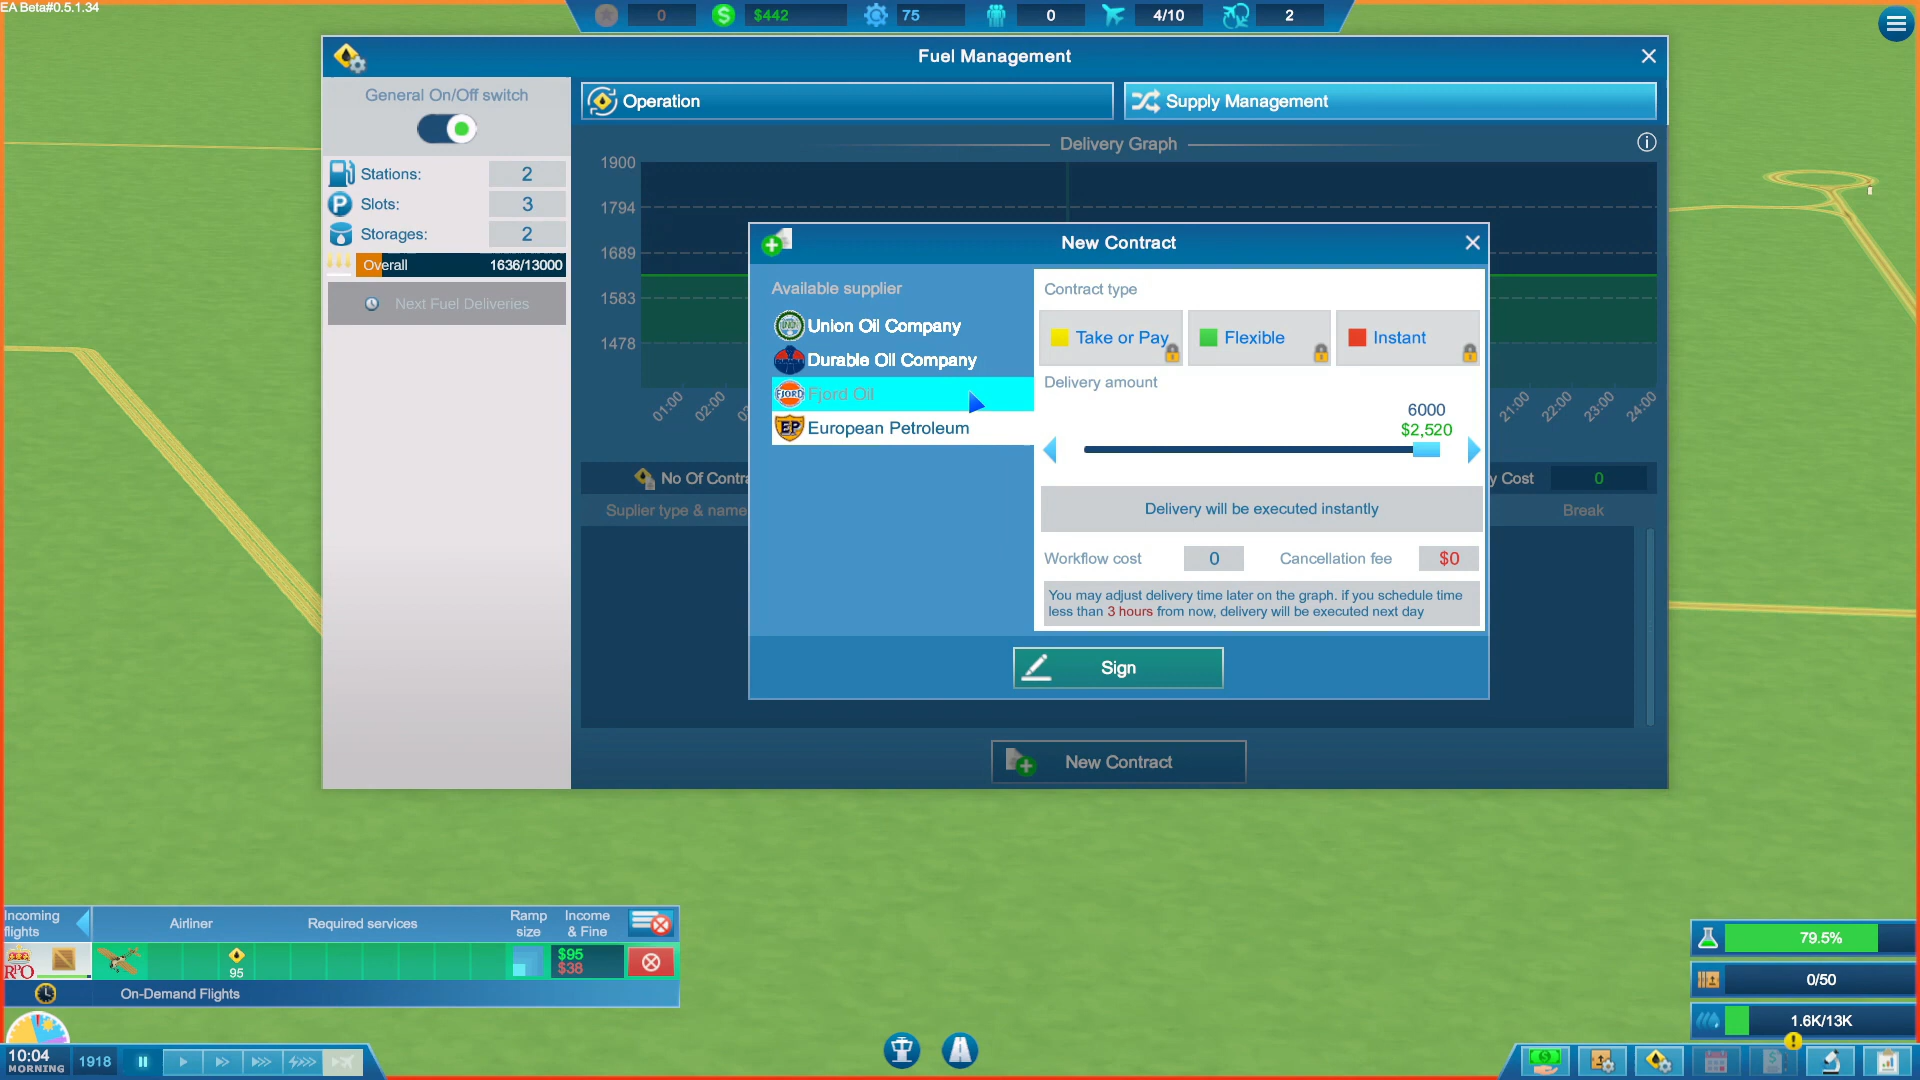 EA Beta#0.5.1.34
0
$442
75
0
4/10
2
Fuel Management
General On/Off switch
Operation
Supply Management
Delivery Graph
Stations: 2
Slots: 3
Storages: 2
Overall 1636/13000
Next Fuel Deliveries
1900
1794
1689
1583
1478
01:00
02:00
21:00
22:00
23:00
24:00
New Contract
Available supplier
Union Oil Company
Durable Oil Company
FJORD Fjord Oil
EP European Petroleum
Contract type
Take or Pay
Flexible
Instant
Delivery amount
6000
$2,520
Delivery will be executed instantly
Workflow cost 0 Cancellation fee $0
You may adjust delivery time later on the graph. if you schedule time
less than 3 hours from now, delivery will be executed next day
Sign
No Of Contra
y Cost 0
Suplier type & name
Break
New Contract
Incoming
flights
Airliner
Required services
Ramp
size
Income
& Fine
RPO
95
$95
$38
On-Demand Flights
10:04
MORNING
1918
79.5%
0/50
1.6K/13K